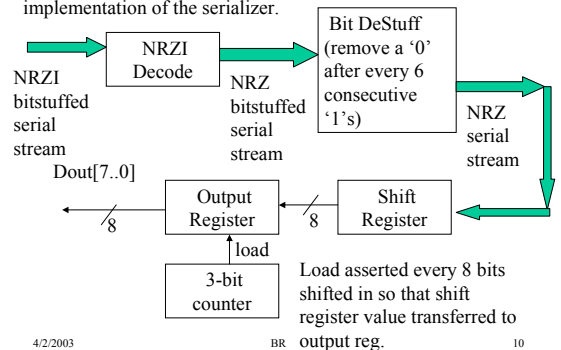 implementation of the serializer.
NRZI
Decode
Bit DeStuff
(remove a ‘0’
after every 6
consecutive
‘1’s)
NRZI
bitstuffed
serial
stream
NRZ
bitstuffed
serial
stream
NRZ
serial
stream
Dout[7..0]
8
Output
Register
8
Shift
Register
load
3-bit
counter
Load asserted every 8 bits
shifted in so that shift
register value transferred to
output reg.
4/2/2003
BR
10